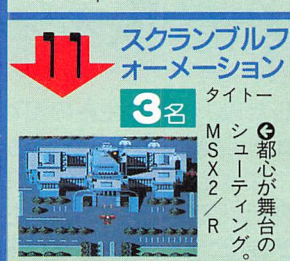 11
スクランブルフ
ォーメーション
3名
タイトー
➔都心が舞台の
シューティング。
MSX2/R